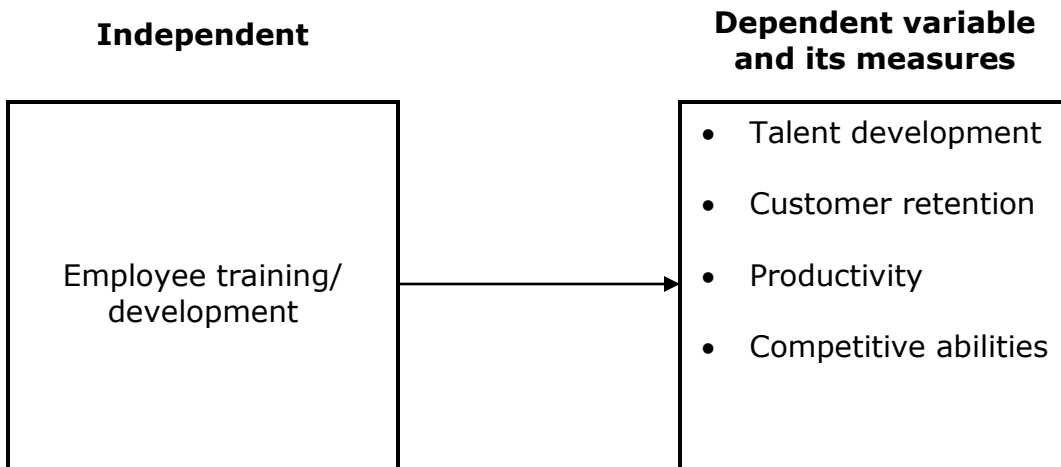 Independent
Dependent variable
and its measures
Employee training/
development
• Talent development
• Customer retention
• Productivity
• Competitive abilities